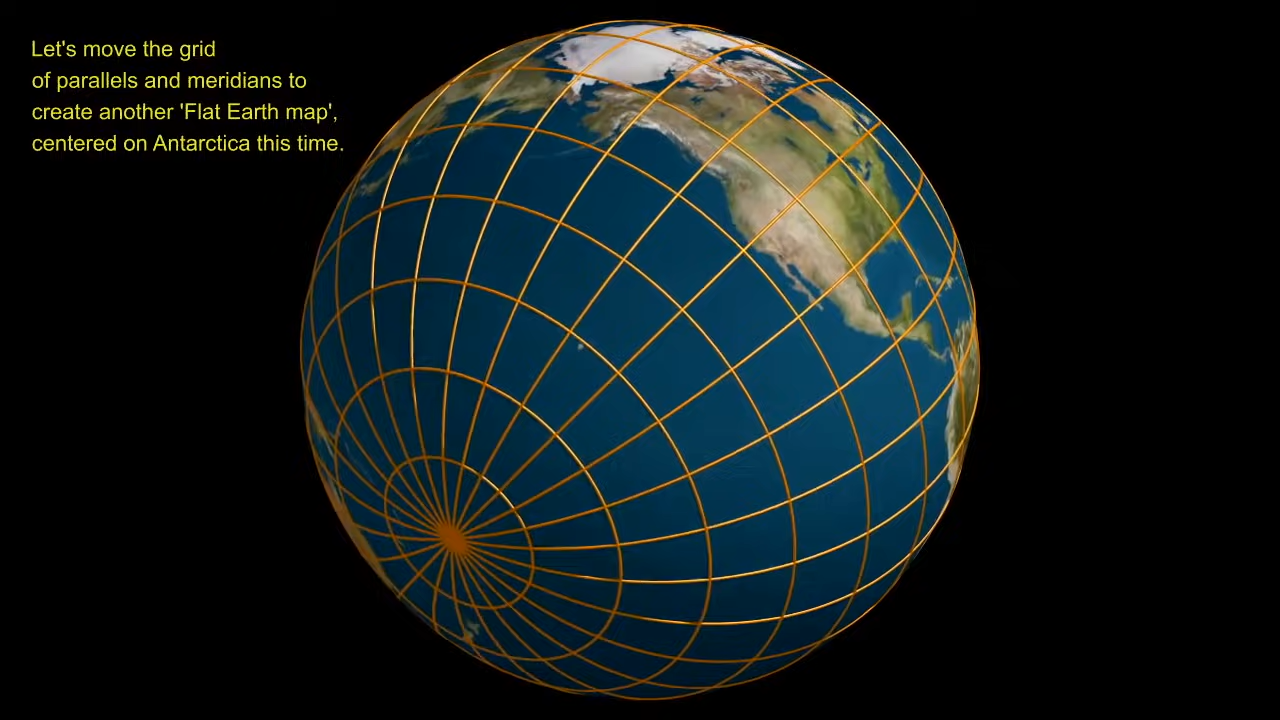 Let's move the grid
of parallels and meridians to
create another 'Flat Earth map',
centered on Antarctica this time.